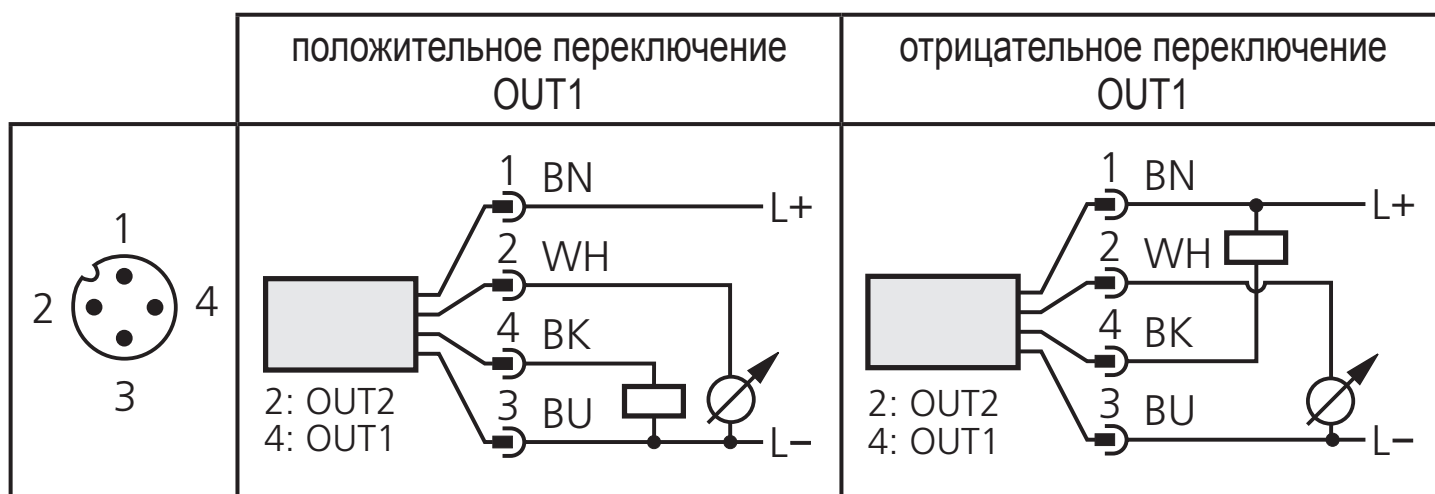 положительное переключение
OUT1
отрицательное переключение
OUT1
1
2
4
3
1 BN
L+
2 WH
4 BK
3 BU
L–
2: OUT2
4: OUT1
1 BN
L+
2 WH
4 BK
3 BU
L–
2: OUT2
4: OUT1